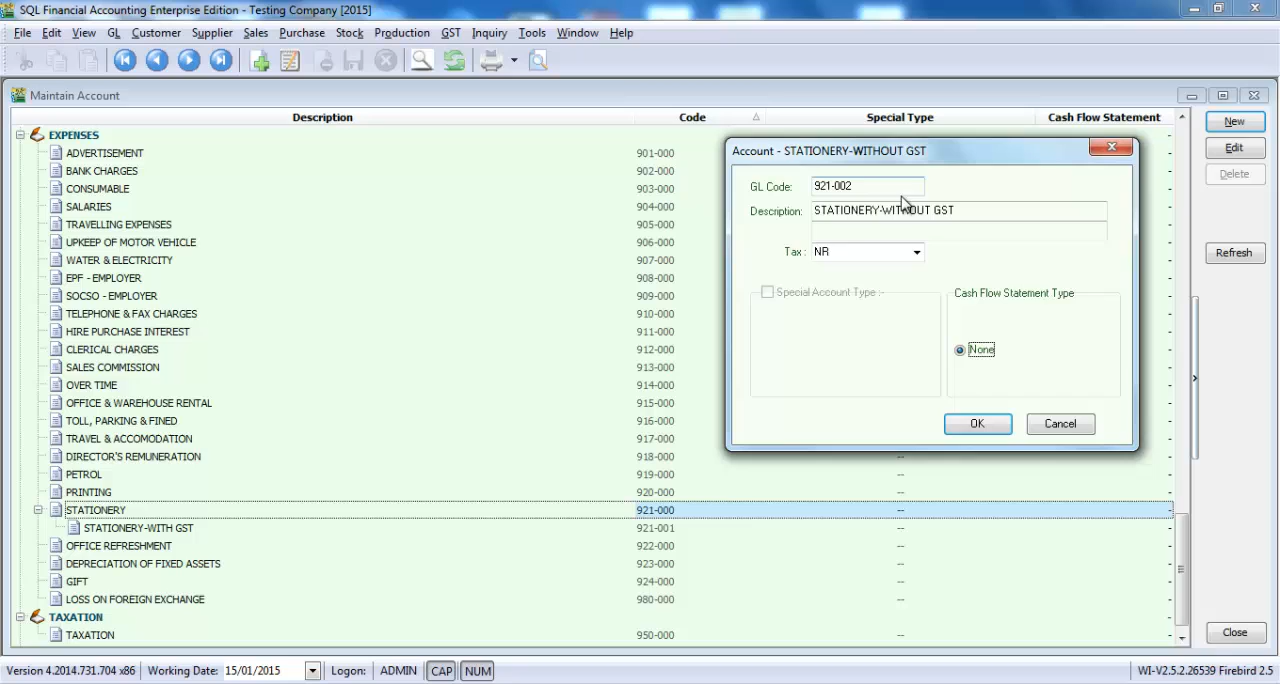 SQL Financial Accounting Enterprise Edition - Testing Company [2015]
File Edit View GL Customer Supplier Sales Purchase Stock Production GST Inquiry Tools Window Help
Maintain Account
Description Code Special Type Cash Flow Statement
EXPENSES -
ADVERTISEMENT 901-000
BANK CHARGES 902-000
CONSUMABLE 903-000
SALARIES 904-000
TRAVELLING EXPENSES 905-000
UPKEEP OF MOTOR VEHICLE 906-000
WATER & ELECTRICITY 907-000
EPF - EMPLOYER 908-000
SOCSO - EMPLOYER 909-000
TELEPHONE & FAX CHARGES 910-000
HIRE PURCHASE INTEREST 911-000
CLERICAL CHARGES 912-000
SALES COMMISSION 913-000
OVER TIME 914-000
OFFICE & WAREHOUSE RENTAL 915-000
TOLL, PARKING & FINED 916-000
TRAVEL & ACCOMODATION 917-000
DIRECTOR'S REMUNERATION 918-000 -- -
PETROL 919-000 -- -
PRINTING 920-000 -- -
STATIONERY 921-000 -- -
STATIONERY-WITH GST 921-001 -- -
OFFICE REFRESHMENT 922-000 -- -
DEPRECIATION OF FIXED ASSETS 923-000 -- -
GIFT 924-000 -- -
LOSS ON FOREIGN EXCHANGE 980-000 -- -
TAXATION -
TAXATION 950-000 -- -
Account - STATIONERY-WITHOUT GST
GL Code: 921-002
Description: STATIONERY-WITHOUT GST
Tax : NR
Special Account Type :-
Cash Flow Statement Type
None
OK Cancel
New
Edit
Delete
Refresh
Close
Version 4.2014.731.704 x86 Working Date: 15/01/2015 Logon: ADMIN CAP NUM WI-V2.5.2.26539 Firebird 2.5